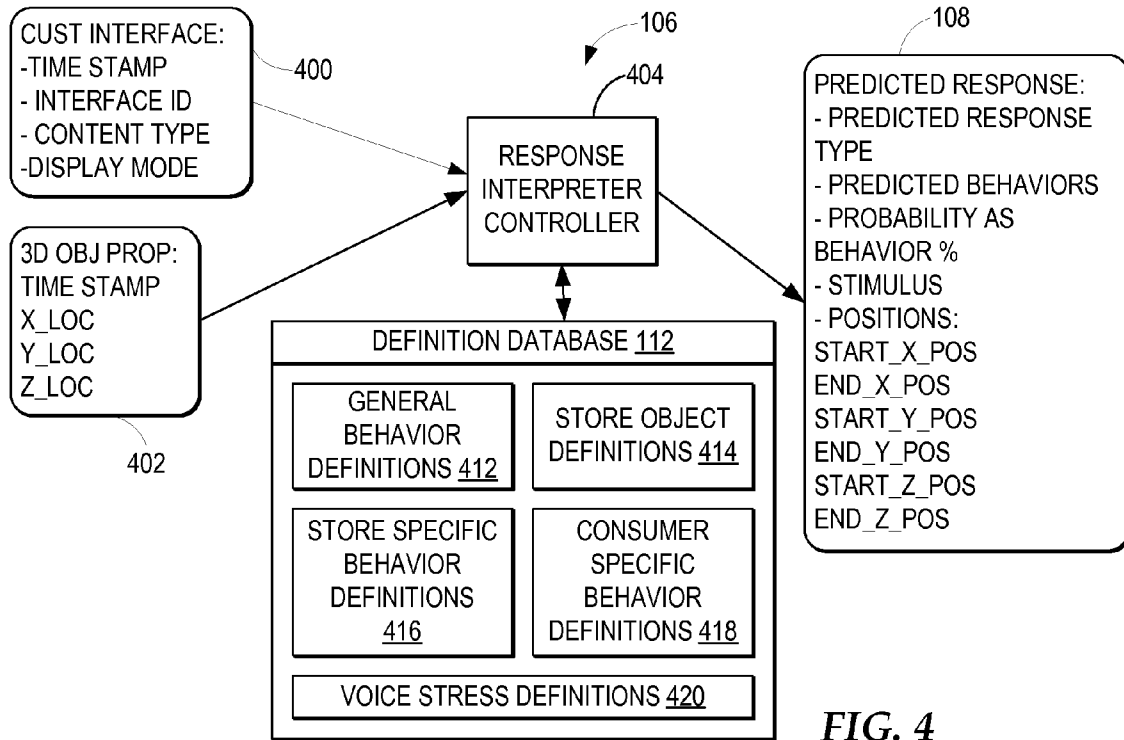 CUST INTERFACE:
-TIME STAMP
- INTERFACE ID
- CONTENT TYPE
-DISPLAY MODE
400
3D OBJ PROP:
TIME STAMP
X_LOC
Y_LOC
Z_LOC
402
106
404
RESPONSE
INTERPRETER
CONTROLLER
108
PREDICTED RESPONSE:
- PREDICTED RESPONSE
TYPE
- PREDICTED BEHAVIORS
- PROBABILITY AS
BEHAVIOR %
- STIMULUS
- POSITIONS:
START_X_POS
END_X_POS
START_Y_POS
END_Y_POS
START_Z_POS
END_Z_POS
DEFINITION DATABASE 112
GENERAL
BEHAVIOR
DEFINITIONS 412
STORE OBJECT
DEFINITIONS 414
STORE SPECIFIC
BEHAVIOR
DEFINITIONS
416
CONSUMER
SPECIFIC
BEHAVIOR
DEFINITIONS 418
VOICE STRESS DEFINITIONS 420
FIG. 4